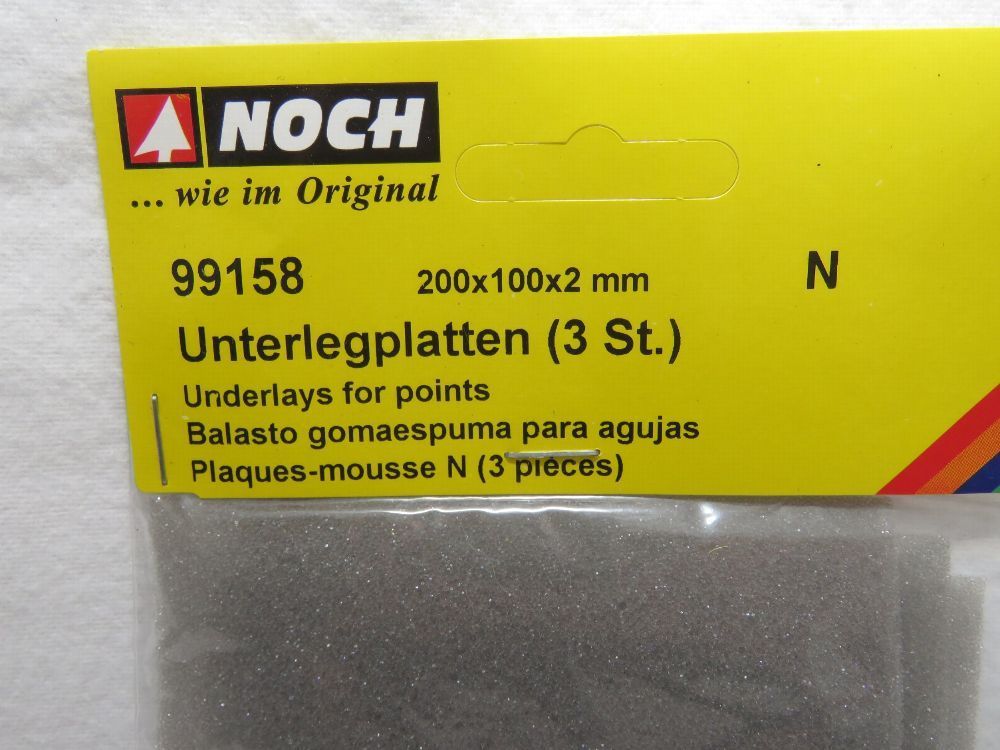 NOCH
... wie im Original
99158 200x100x2 mm N
Unterlegplatten (3 St.)
Underlays for points
Balasto gomaespuma para agujas
Plaques-mousse N (3 pièces)